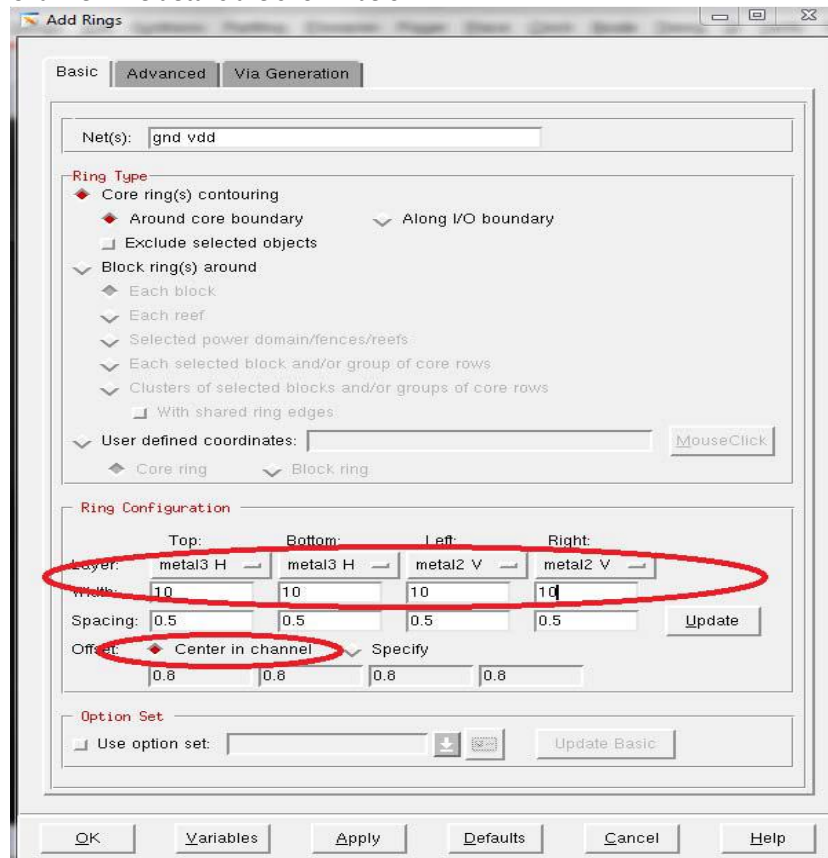 Add Rings
Basic Advanced Via Generation
Net(s): gnd vdd
Ring Type
Core ring(s) contouring
Around core boundary Along I/O boundary
Exclude selected objects
Block ring(s) around
Each block
Each reef
Selected power domain/fences/reefs
Each selected block and/or group of core rows
Clusters of selected blocks and/or groups of core rows
With shared ring edges
User defined coordinates: MouseClick
Core ring Block ring
Ring Configuration
Top: Bottom: Left: Right:
Layer: metal3 H metal3 H metal2 V metal2 V
Width: 10 10 10 10
Spacing: 0.5 0.5 0.5 0.5 Update
Offset: Center in channel Specify
0.8 0.8 0.8 0.8
Option Set
Use option set: Update Basic
OK Variables Apply Defaults Cancel Help